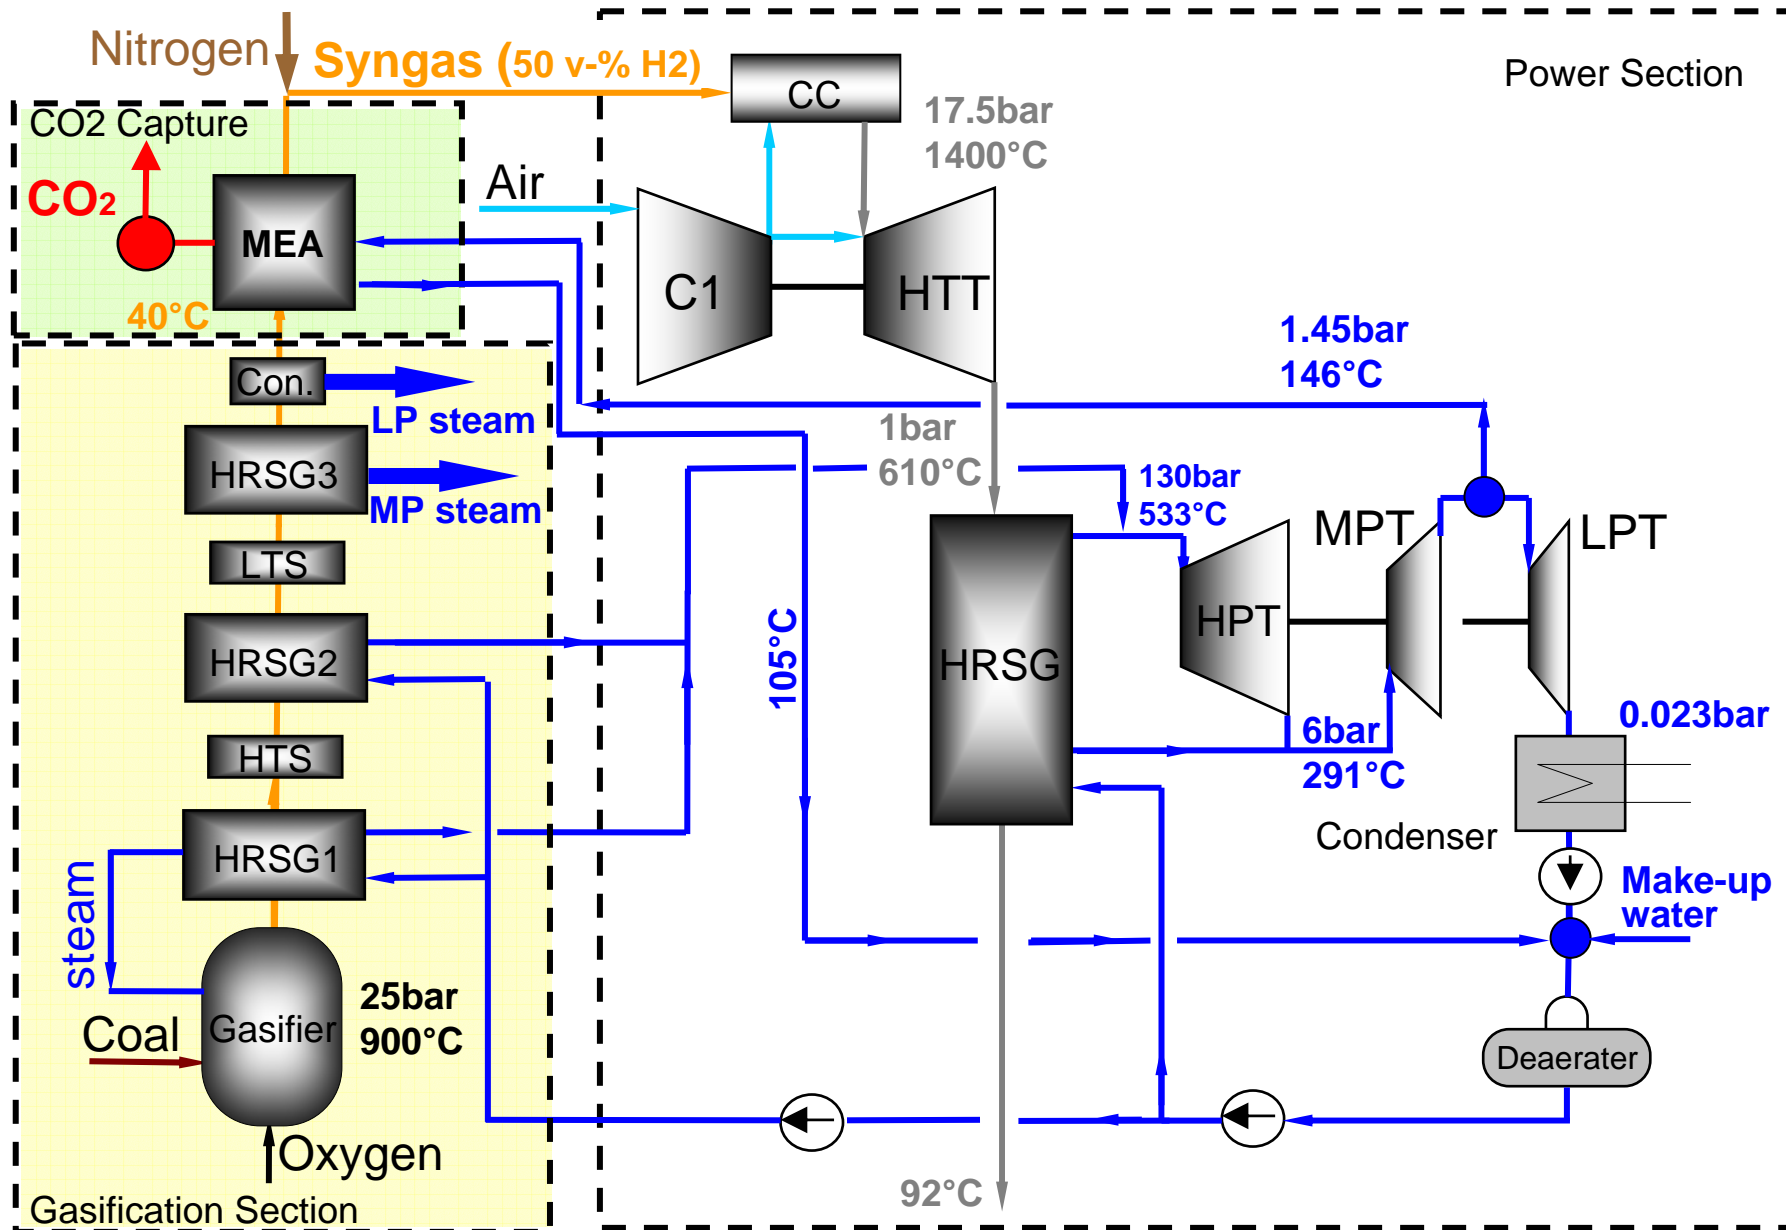 Nitrogen
Syngas (50 v-% H2)
CC
Power Section
17.5bar
1400°C
CO2 Capture
CO2
MEA
40°C
Air
C1
HTT
1.45bar
146°C
Con.
LP steam
HRSG3
MP steam
1bar
610°C
130bar
533°C
MPT
LPT
LTS
HRSG2
105°C
HRSG
HPT
6bar
291°C
0.023bar
HTS
HRSG1
Condenser
steam
Make-up
water
Gasifier
25bar
900°C
Coal
Deaerater
Oxygen
92°C
Gasification Section